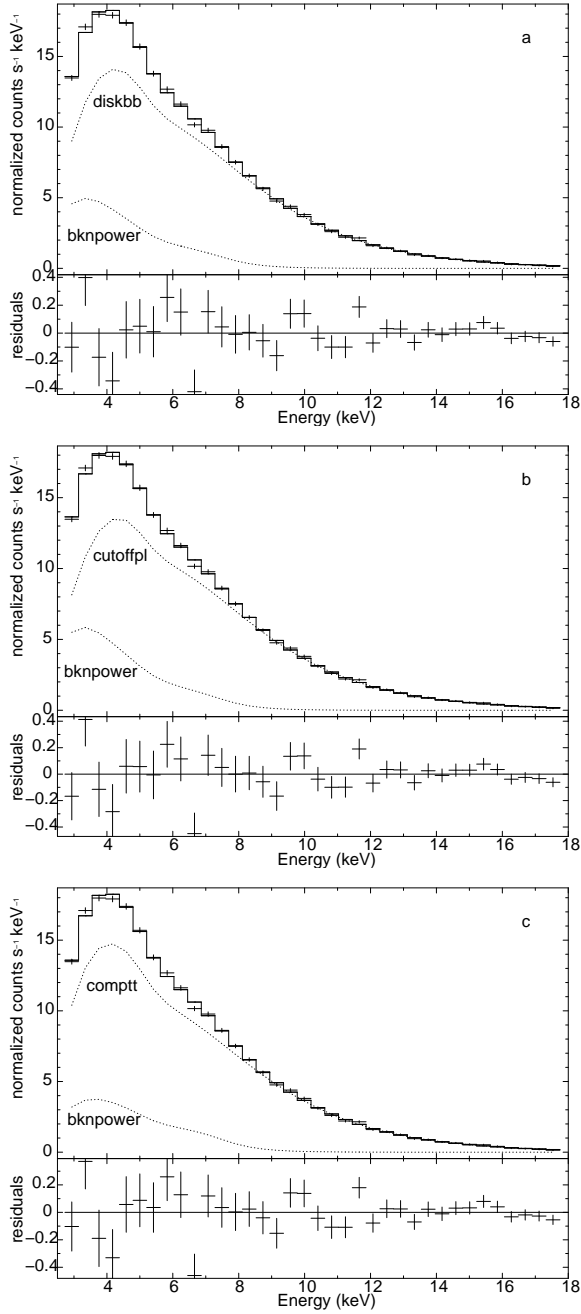 a
normalized counts s⁻¹ keV⁻¹
15
10
5
0
diskbb
bknpower
residuals
0.4
0.2
0
−0.2
−0.4
4 6 8 10 12 14 16 18
Energy (keV)
b
normalized counts s⁻¹ keV⁻¹
15
10
5
0
cutoffpl
bknpower
residuals
0.4
0.2
0
−0.2
−0.4
4 6 8 10 12 14 16 18
Energy (keV)
c
normalized counts s⁻¹ keV⁻¹
15
10
5
0
comptt
bknpower
residuals
0.2
0
−0.2
−0.4
4 6 8 10 12 14 16 18
Energy (keV)